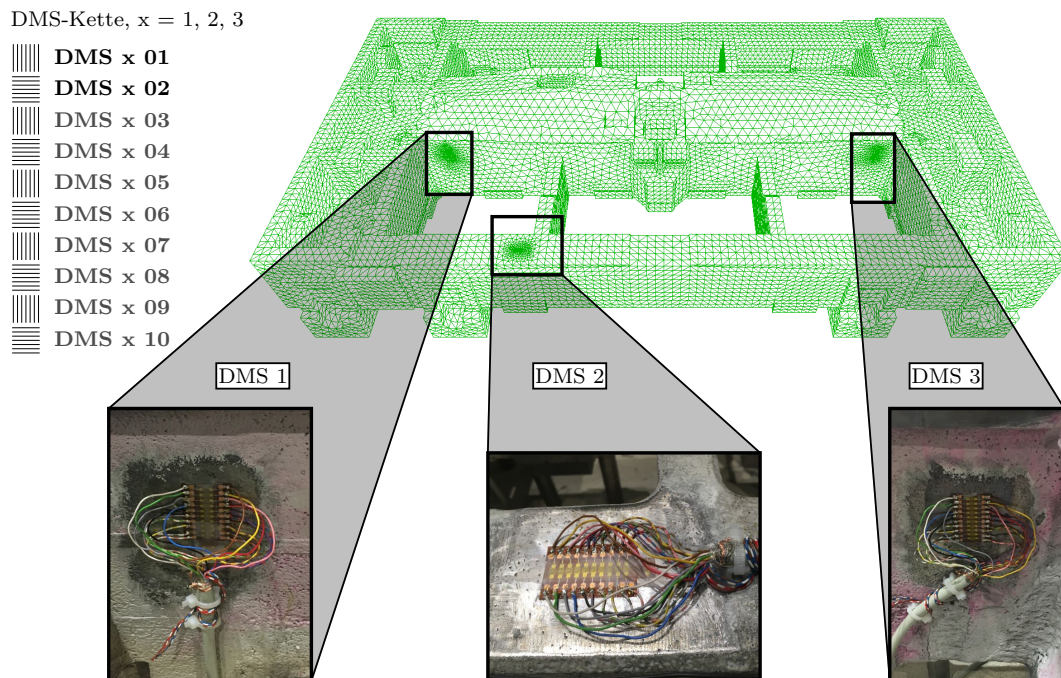 DMS-Kette, x = 1, 2, 3
DMS x 01
DMS x 02
DMS x 03
DMS x 04
DMS x 05
DMS x 06
DMS x 07
DMS x 08
DMS x 09
DMS x 10
DMS 1
DMS 2
DMS 3